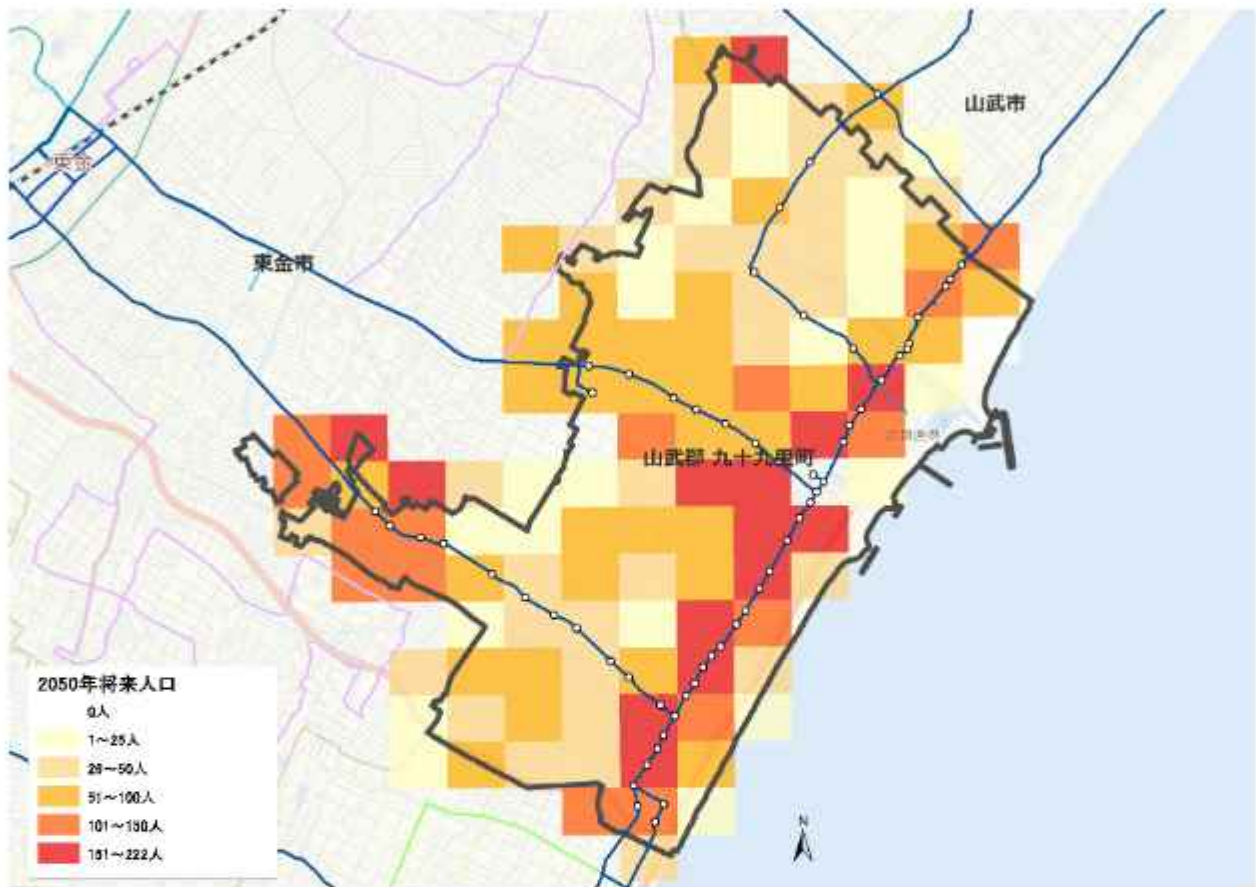 山武市
東金
東金市
山武郡 九十九里町
2050年将来人口
0人
1～25人
26～50人
51～100人
101～150人
151～222人
N